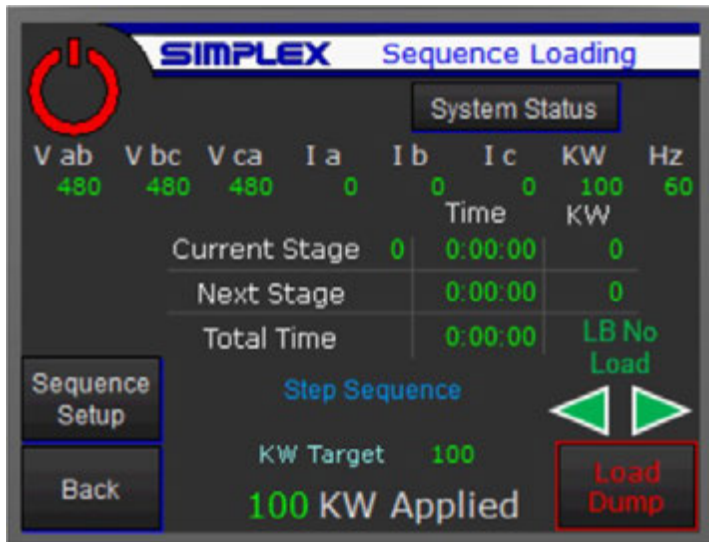 SIMPLEX Sequence Loading
System Status
V ab V bc V ca I a I b I c KW Hz
480 480 480 0 0 0 100 60
Time KW
Current Stage 0 0:00:00 0
Next Stage 0:00:00 0
Total Time 0:00:00
LB No
Load
Sequence
Setup
Step Sequence
KW Target 100
Back
100 KW Applied
Load
Dump